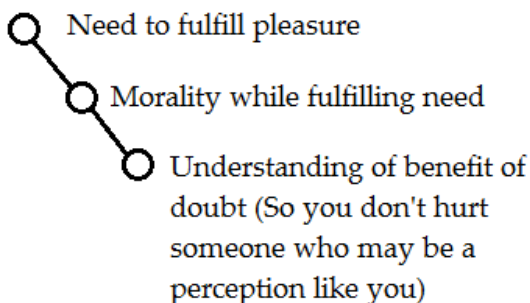 Need to fulfill pleasure
Morality while fulfilling need
Understanding of benefit of
doubt (So you don't hurt
someone who may be a
perception like you)